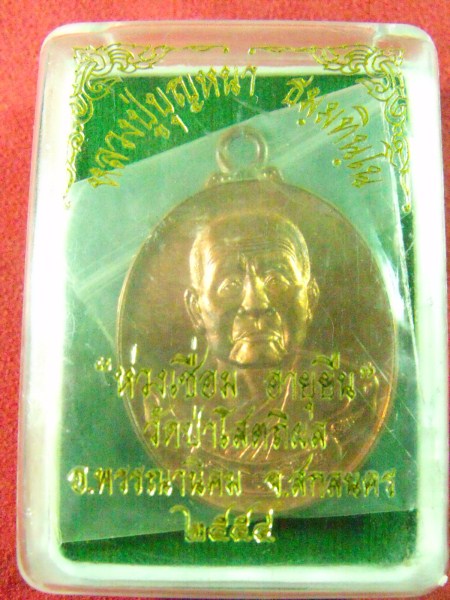 หลวงปู่บุญหนา ธมฺมทินฺโน
"ห่วงเชื่อม อายุยืน"
วัดป่าโสตถิผล
อ.พรรณานิคม จ.สกลนคร
๒๕๕๔